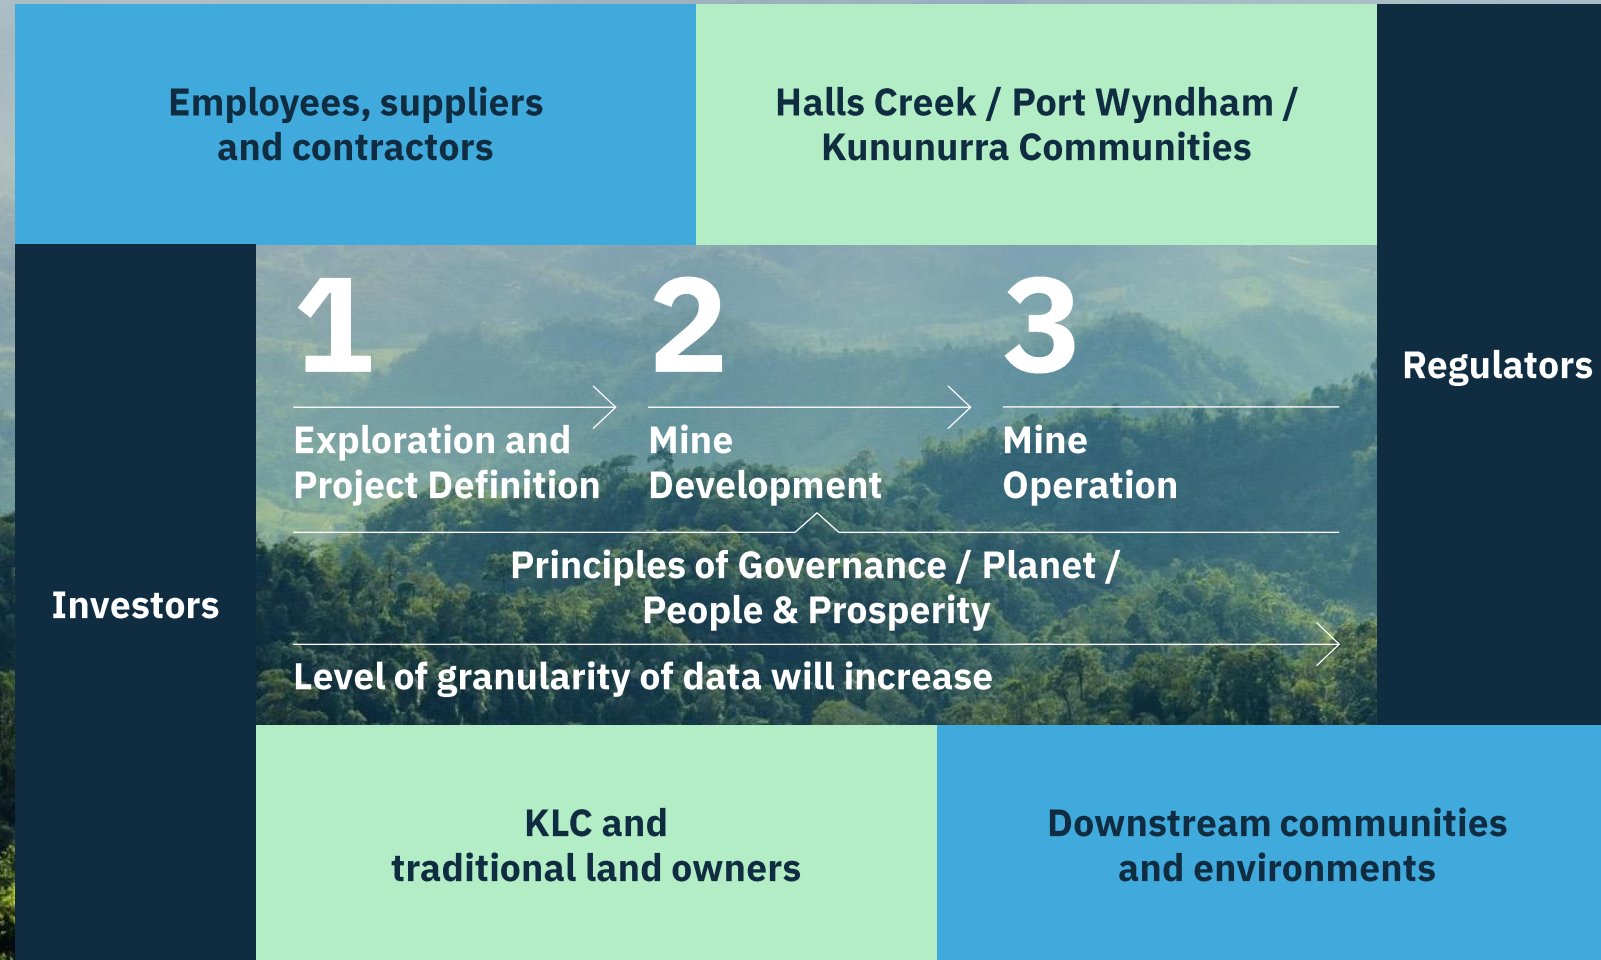 Employees, suppliers
and contractors
Halls Creek / Port Wyndham /
Kununurra Communities
Regulators
Investors
1
2
3
Exploration and
Project Definition
Mine
Development
Mine
Operation
Principles of Governance / Planet /
People & Prosperity
Level of granularity of data will increase
KLC and
traditional land owners
Downstream communities
and environments